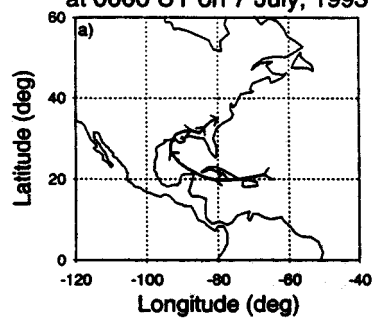 at 0000 UT on 7 July, 1993
a)
60
40
20
0
Latitude (deg)
-120 -100 -80 -60 -40
Longitude (deg)